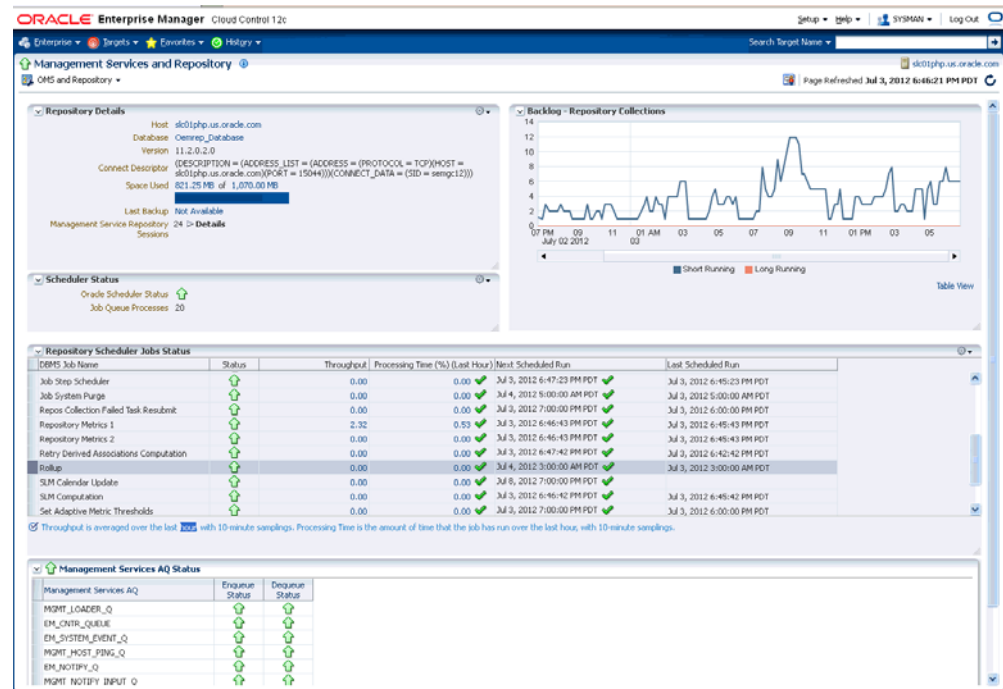 ORACLE Enterprise Manager Cloud Control 12c
Setup Help SYSMAN Log Out
Enterprise Targets Favorites History Search Target Name
Management Services and Repository slc01php.us.oracle.com
OMS and Repository Page Refreshed Jul 3, 2012 6:46:21 PM PDT
Repository Details
Host slc01php.us.oracle.com
Database Oemrep_Database
Version 11.2.0.2.0
Connect Descriptor (DESCRIPTION = (ADDRESS_LIST = (ADDRESS = (PROTOCOL = TCP)(HOST =
slc01php.us.oracle.com)(PORT = 15044)))(CONNECT_DATA = (SID = semgc12)))
Space Used 821.25 MB of 1,070.00 MB
Last Backup Not Available
Management Service Repository Sessions 24 Details
Backlog - Repository Collections
14
12
10
8
6
4
2
0
07 PM 09 11 01 AM 03 05 07 09 11 01 PM 03 05
July 02 2012 03
Short Running Long Running
Table View
Scheduler Status
Oracle Scheduler Status
Job Queue Processes 20
Repository Scheduler Jobs Status
DBMS Job Name Status Throughput Processing Time (%) (Last Hour) Next Scheduled Run Last Scheduled Run
Job Step Scheduler 0.00 0.00 Jul 3, 2012 6:47:23 PM PDT Jul 3, 2012 6:45:23 PM PDT
Job System Purge 0.00 0.00 Jul 4, 2012 5:00:00 AM PDT Jul 3, 2012 5:00:00 AM PDT
Repos Collection Failed Task Resubmit 0.00 0.00 Jul 3, 2012 7:00:00 PM PDT Jul 3, 2012 6:00:00 PM PDT
Repository Metrics 1 2.32 0.53 Jul 3, 2012 6:46:43 PM PDT Jul 3, 2012 6:45:43 PM PDT
Repository Metrics 2 0.00 0.00 Jul 3, 2012 6:46:43 PM PDT Jul 3, 2012 6:45:43 PM PDT
Retry Derived Associations Computation 0.00 0.00 Jul 3, 2012 6:47:42 PM PDT Jul 3, 2012 6:42:42 PM PDT
Rollup 0.00 0.00 Jul 4, 2012 3:00:00 AM PDT Jul 3, 2012 3:00:00 AM PDT
SLM Calendar Update 0.00 0.00 Jul 8, 2012 7:00:00 PM PDT
SLM Computation 0.00 0.00 Jul 3, 2012 6:46:42 PM PDT Jul 3, 2012 6:45:42 PM PDT
Set Adaptive Metric Thresholds 0.00 0.00 Jul 3, 2012 7:00:00 PM PDT Jul 3, 2012 6:00:00 PM PDT
Throughput is averaged over the last hour with 10-minute samplings. Processing Time is the amount of time that the job has run over the last hour, with 10-minute samplings.
Management Services AQ Status
Management Services AQ Enqueue Status Dequeue Status
MGMT_LOADER_Q
EM_CNTR_QUEUE
EM_SYSTEM_EVENT_Q
MGMT_HOST_PING_Q
EM_NOTIFY_Q
MGMT_NOTIFY_INPUT_Q